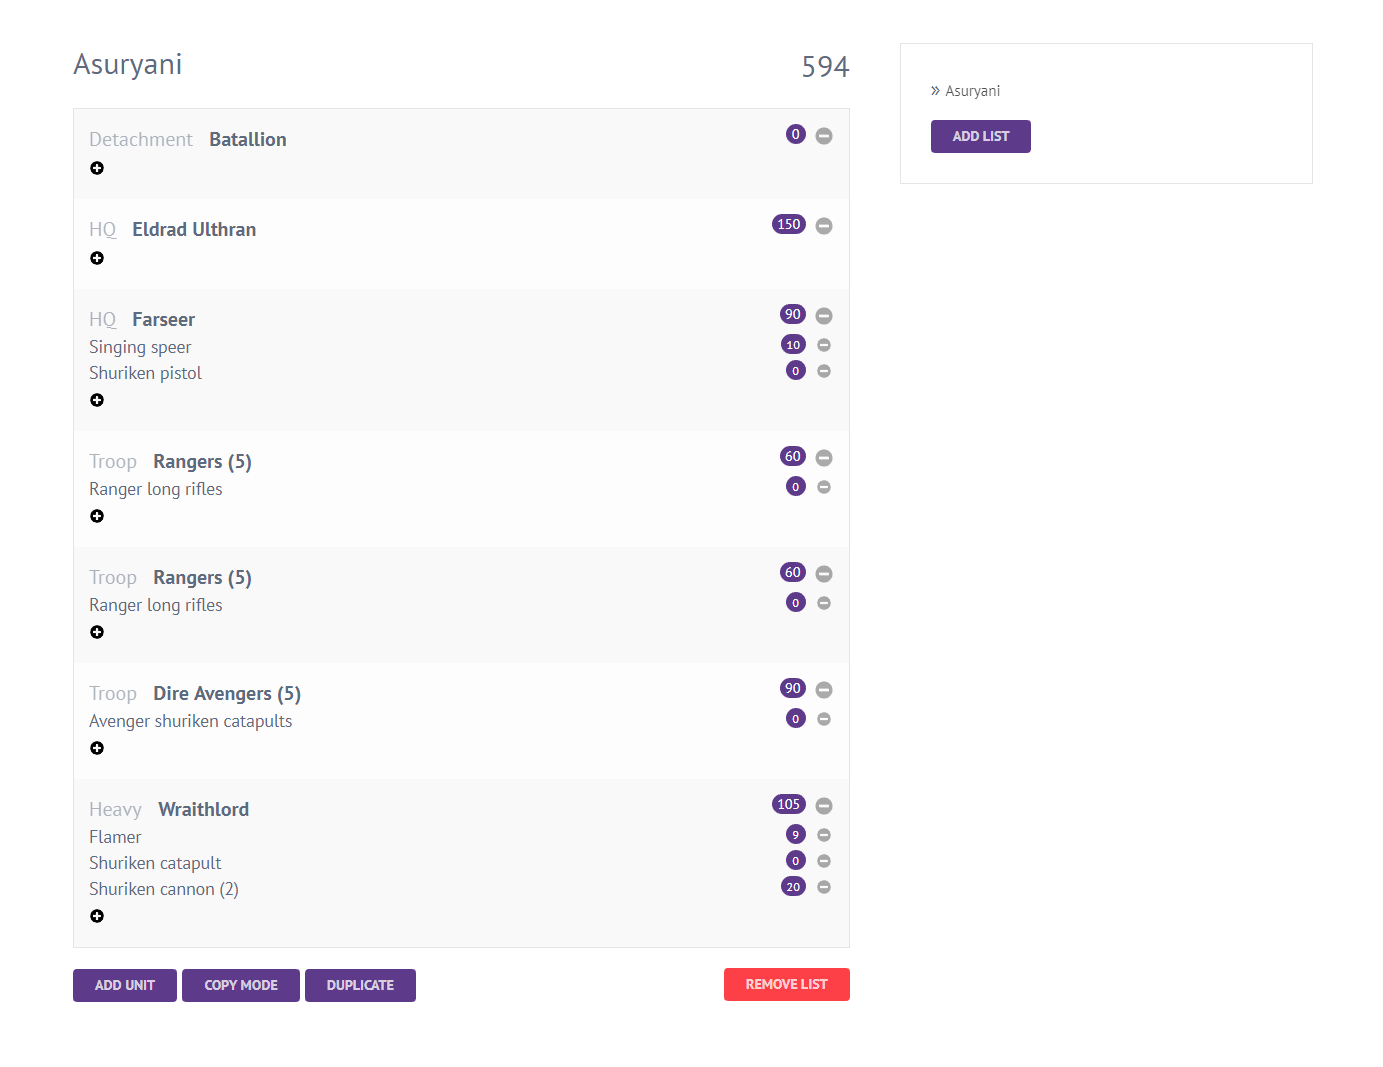 Asuryani 594
Detachment Batallion 0
HQ Eldrad Ulthran 150
HQ Farseer 90
Singing speer 10
Shuriken pistol 0
Troop Rangers (5) 60
Ranger long rifles 0
Troop Rangers (5) 60
Ranger long rifles 0
Troop Dire Avengers (5) 90
Avenger shuriken catapults 0
Heavy Wraithlord 105
Flamer 9
Shuriken catapult 0
Shuriken cannon (2) 20
ADD UNIT COPY MODE DUPLICATE REMOVE LIST
» Asuryani
ADD LIST